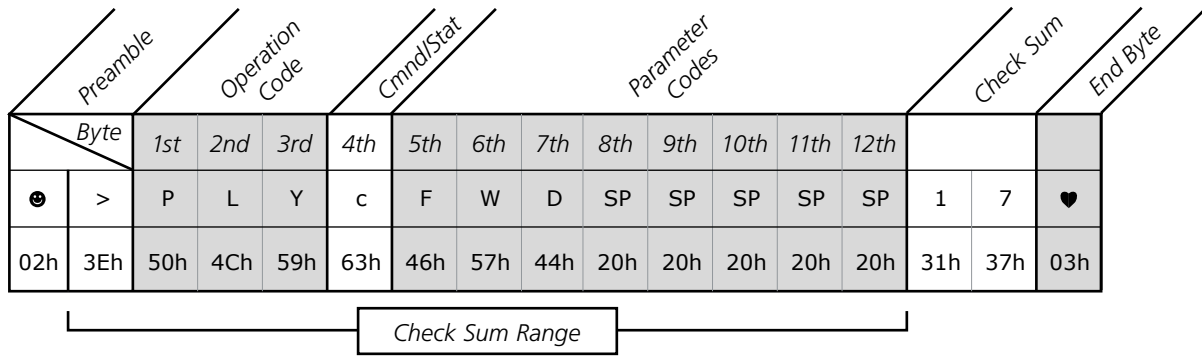 Preamble
Operation
Code
Cmnd/Stat
Parameter
Codes
Check Sum
End Byte
Byte 1st 2nd 3rd 4th 5th 6th 7th 8th 9th 10th 11th 12th
☻ > P L Y c F W D SP SP SP SP SP 1 7 ♥
02h 3Eh 50h 4Ch 59h 63h 46h 57h 44h 20h 20h 20h 20h 20h 31h 37h 03h
Check Sum Range